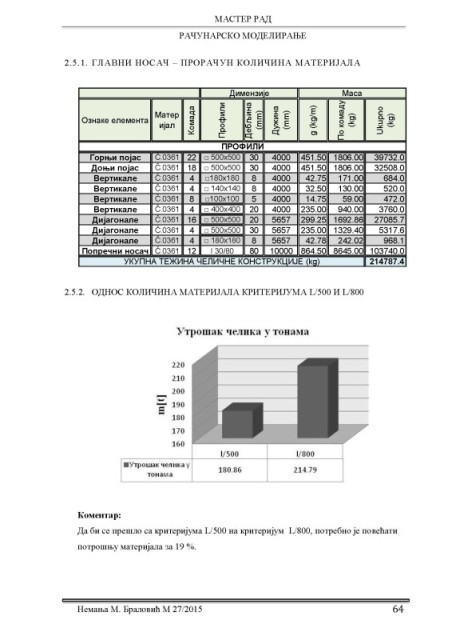 МАСТЕР РАД
РАЧУНАРСКО МОДЕЛИРАЊЕ
2.5.1. ГЛАВНИ НОСАЧ – ПРОРАЧУН КОЛИЧИНА МАТЕРИЈАЛА
Ознаке елемента Материјал Комада Димензије Маса
Профили Дебљина (mm) Дужина (mm) g (kg/m) По комаду (kg) Ukupno (kg)
ПРОФИЛИ
Горњи појас Č.0361 22 □ 500x500 30 4000 451.50 1806.00 39732.0
Доњи појас Č.0361 18 □ 500x500 30 4000 451.50 1806.00 32508.0
Вертикале Č.0361 4 □180x180 8 4000 42.75 171.00 684.0
Вертикале Č.0361 4 □ 140x140 8 4000 32.50 130.00 520.0
Вертикале Č.0361 8 □100x100 5 4000 14.75 59.00 472.0
Вертикале Č.0361 4 □ 400x400 20 4000 235.00 940.00 3760.0
Дијагонале Č.0361 16 □ 500x500 20 5657 299.25 1692.86 27085.7
Дијагонале Č.0361 4 □ 500x500 30 5657 235.00 1329.40 5317.6
Дијагонале Č.0361 4 □ 180x180 8 5657 42.78 242.02 968.1
Попречни носач Č.0361 12 I 30/80 80 10000 864.50 8645.00 103740.0
УКУПНА ТЕЖИНА ЧЕЛИЧНЕ КОНСТРУКЦИЈЕ (kg) 214787.4
2.5.2. ОДНОС КОЛИЧИНА МАТЕРИЈАЛА КРИТЕРИЈУМА L/500 И L/800
Утрошак челика у тонама
m[t]
220
210
200
190
180
170
160
l/500 l/800
Утрошак челика у тонама 180.86 214.79
Коментар:
Да би се прешло са критеријума L/500 на критеријум L/800, потребно је повећати
потрошњу материјала за 19 %.
Немања М. Браловић М 27/2015 64